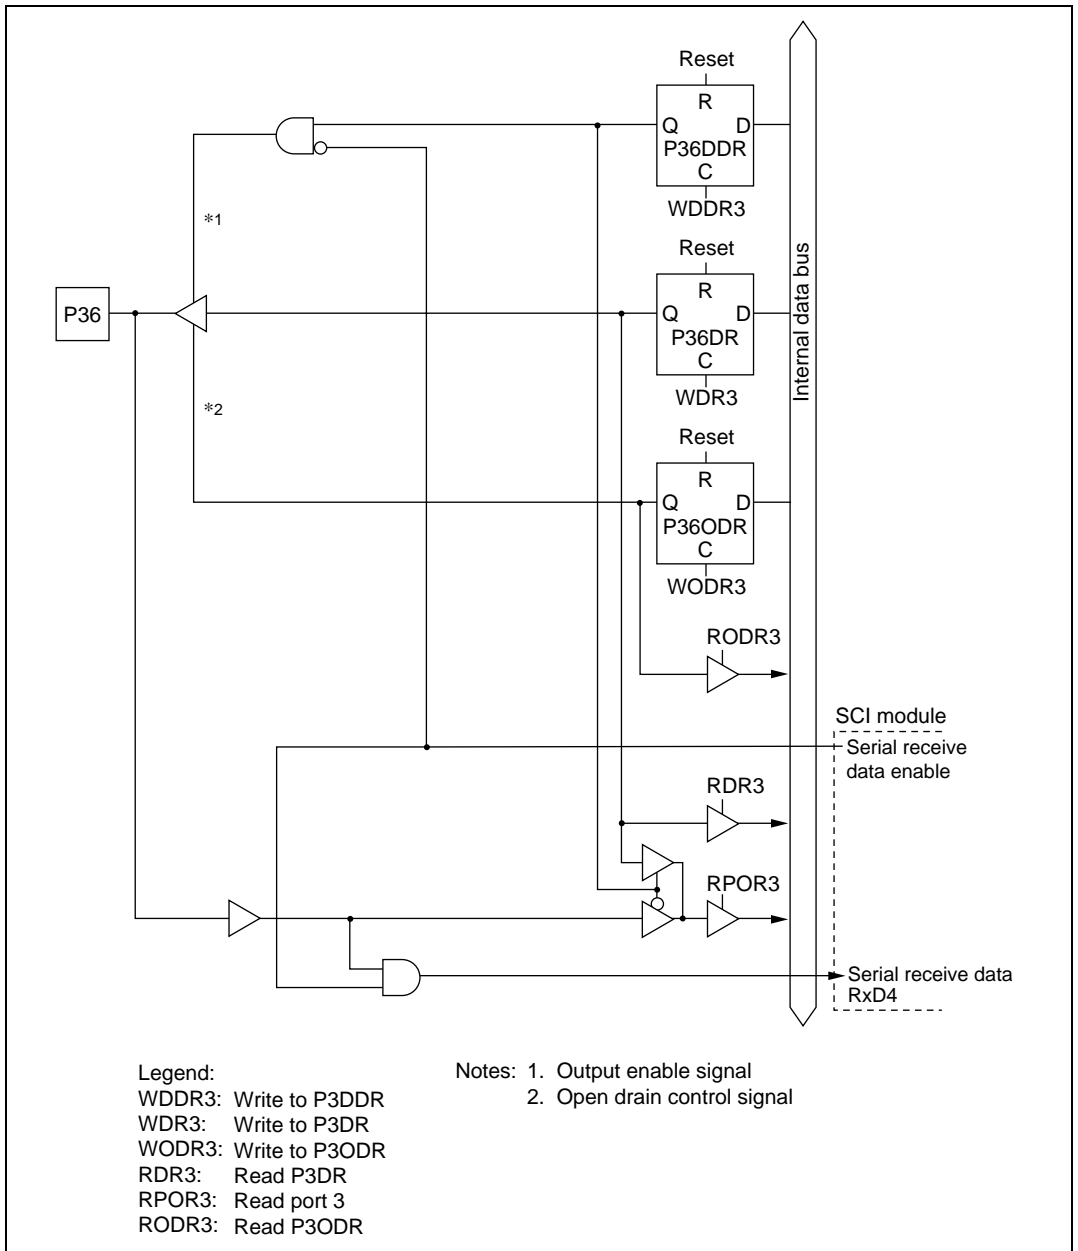 Reset
R
Q D
P36DDR
C
WDDR3
*1
Reset
R
P36
Q D
P36DR
C
WDR3
Internal data bus
*2
Reset
R
Q D
P36ODR
C
WODR3
RODR3
SCI module
Serial receive
data enable
RDR3
RPOR3
Serial receive data
RxD4
Legend:
WDDR3: Write to P3DDR
WDR3: Write to P3DR
WODR3: Write to P3ODR
RDR3: Read P3DR
RPOR3: Read port 3
RODR3: Read P3ODR
Notes: 1. Output enable signal
2. Open drain control signal